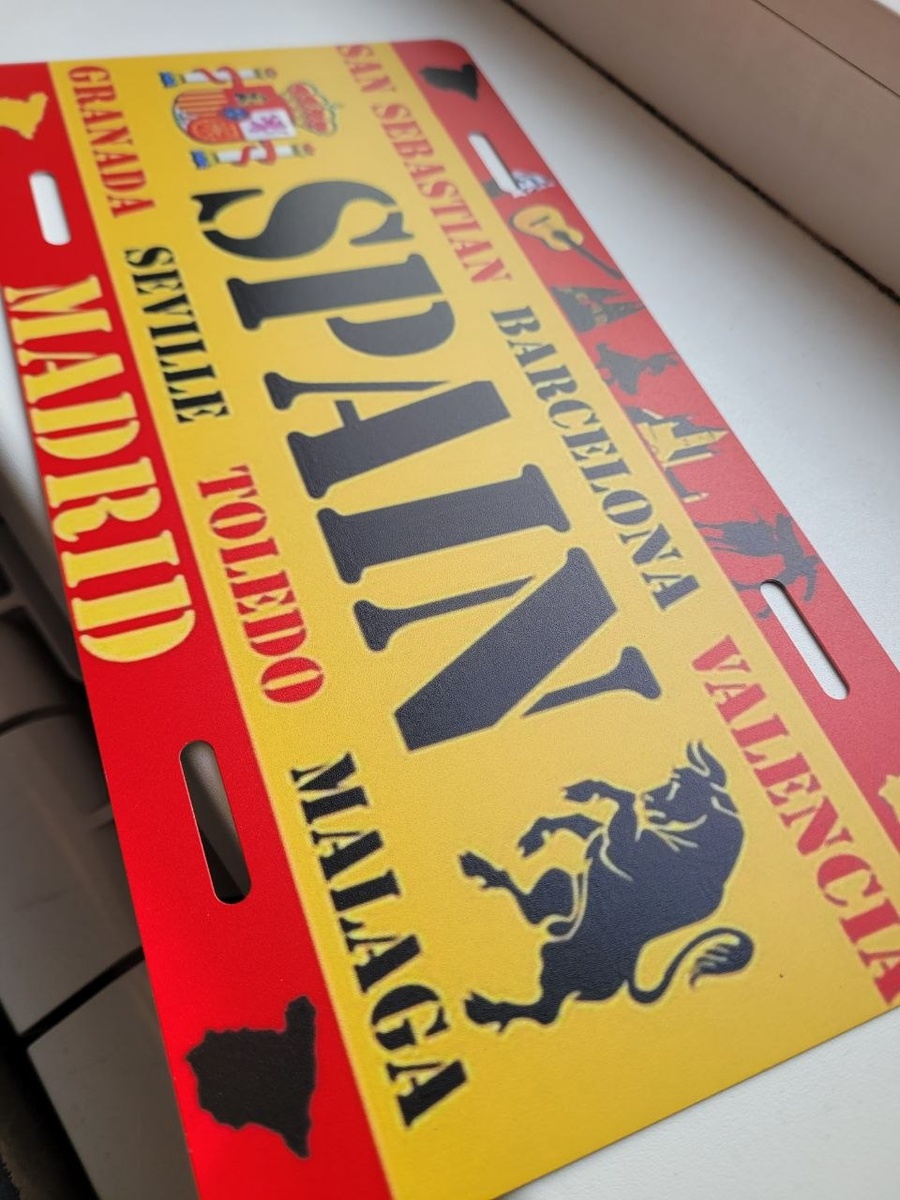 SAN SEBASTIAN BARCELONA VALENCIA
SPAIN
GRANADA SEVILLE TOLEDO MALAGA
MADRID